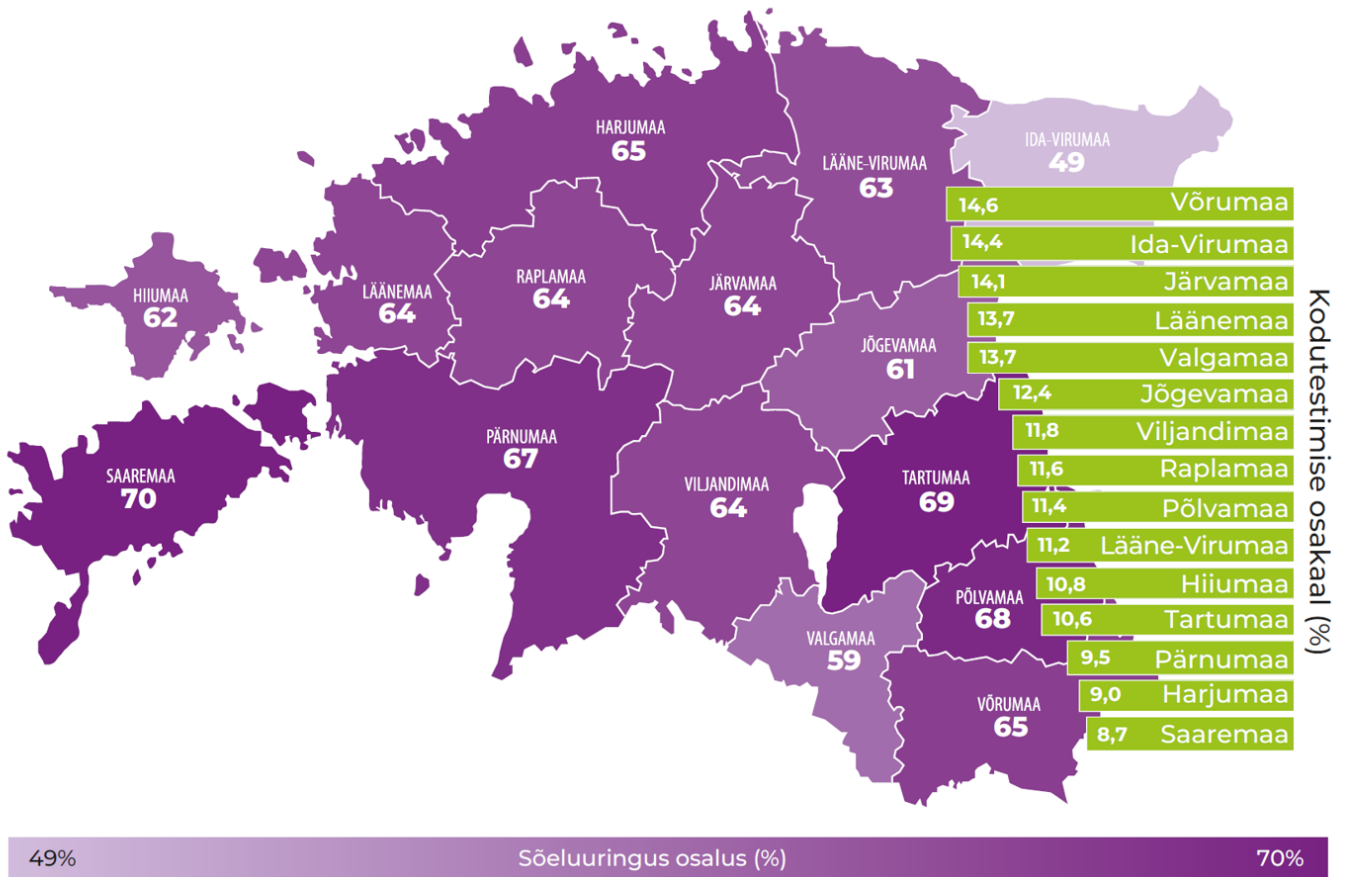 HARJUMAA
65
LÄÄNE-VIRUMAA
63
IDA-VIRUMAA
49
HIIUMAA
62
LÄÄNEMAA
64
RAPLAMAA
64
JÄRVAMAA
64
JÕGEVAMAA
61
SAAREMAA
70
PÄRNUMAA
67
VILJANDIMAA
64
TARTUMAA
69
PÕLVAMAA
68
VALGAMAA
59
VÕRUMAA
65
14,6 Võrumaa
14,4 Ida-Virumaa
14,1 Järvamaa
13,7 Läänemaa
13,7 Valgamaa
12,4 Jõgevamaa
11,8 Viljandimaa
11,6 Raplamaa
11,4 Põlvamaa
11,2 Lääne-Virumaa
10,8 Hiiumaa
10,6 Tartumaa
9,5 Pärnumaa
9,0 Harjumaa
8,7 Saaremaa
Kodutestimise osakaal (%)
49% Sõeluuringus osalus (%) 70%